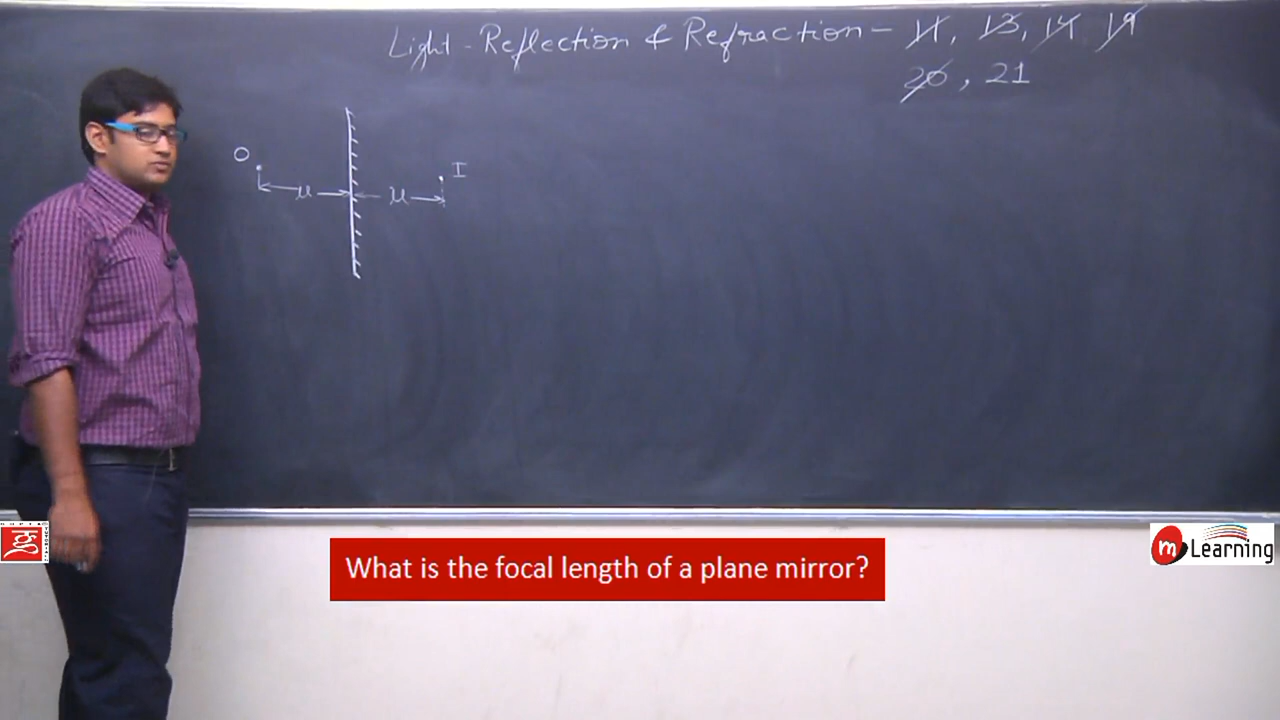 Light - Reflection & Refraction - 11, 13, 14 19
20, 21
O
I
u u
What is the focal length of a plane mirror?
m Learning